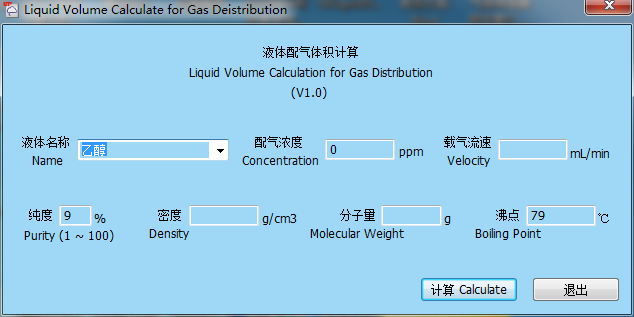 Liquid Volume Calculate for Gas Deistribution
液体配气体积计算
Liquid Volume Calculation for Gas Distribution
(V1.0)
液体名称 乙醇 配气浓度 0 ppm 载气流速 mL/min
Name Concentration Velocity
纯度 9 % 密度 g/cm3 分子量 g 沸点 79 ℃
Purity (1 ~ 100) Density Molecular Weight Boiling Point
计算 Calculate 退出